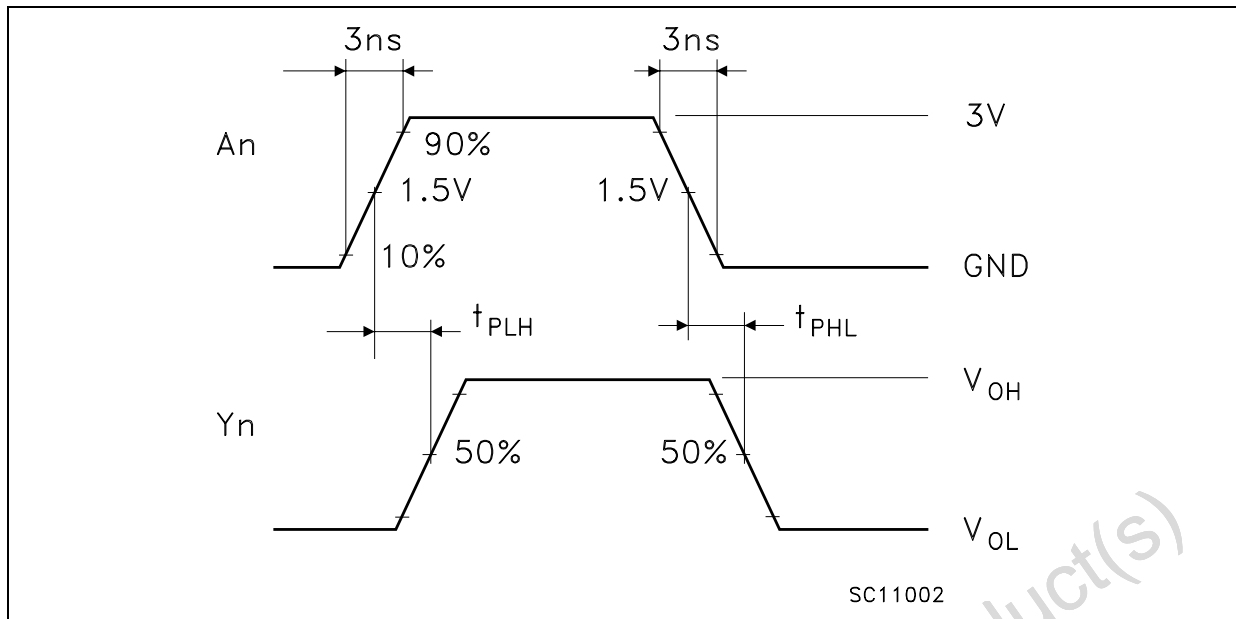 3ns 3ns
An 90% 3V
1.5V 1.5V
10% GND
tPLH tPHL
Yn VOH
50% 50%
VOL
SC11002
duct(s)